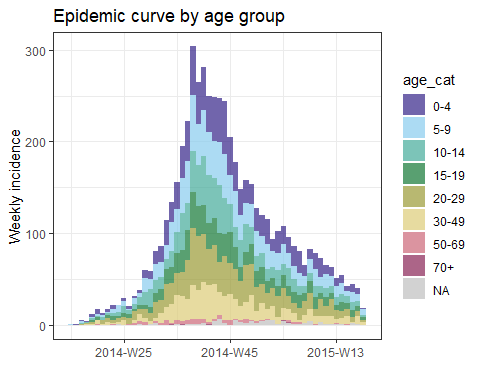 Epidemic curve by age group
Weekly incidence
300
200
100
0
2014-W25
2014-W45
2015-W13
age_cat
0-4
5-9
10-14
15-19
20-29
30-49
50-69
70+
NA